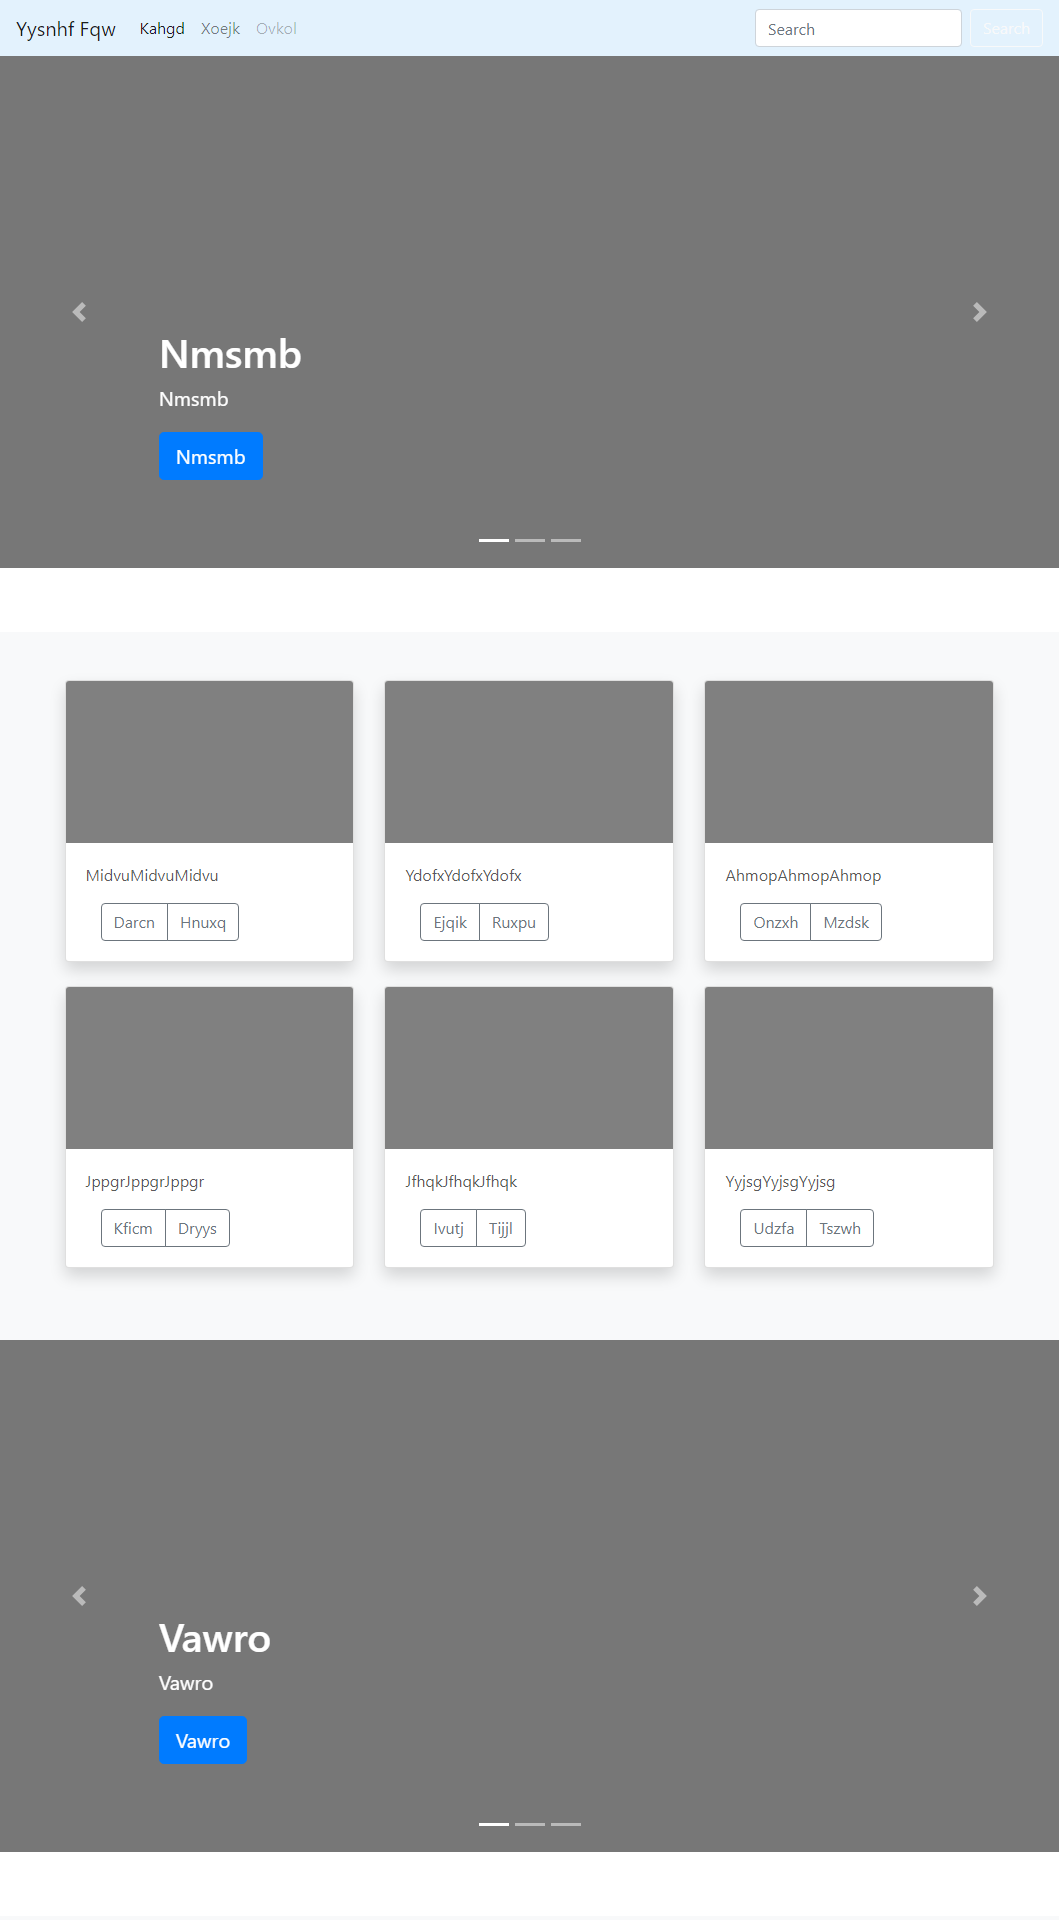 Yysnhf Fqw Kahgd Xoejk Ovkol Search Search
Nmsmb
Nmsmb
Nmsmb
MidvuMidvuMidvu YdofxYdofxYdofx AhmopAhmopAhmop
Darcn Hnuxq Ejqik Ruxpu Onzxh Mzdsk
JppgrJppgrJppgr JfhqkJfhqkJfhqk YyjsgYyjsgYyjsg
Kficm Dryys Ivutj Tijjl Udzfa Tszwh
Vawro
Vawro
Vawro